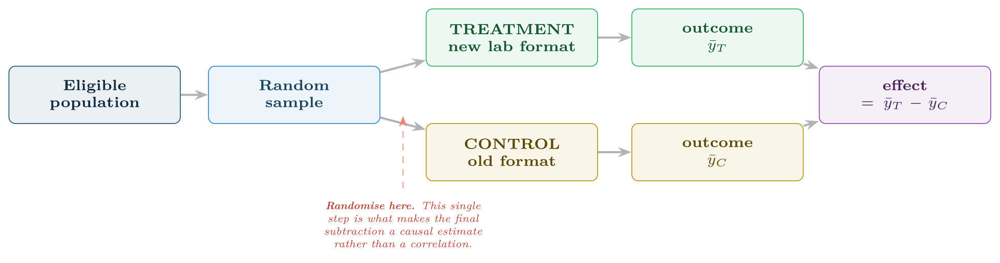 Eligible
population
Random
sample
TREATMENT
new lab format
outcome
ȳ_T
CONTROL
old format
outcome
ȳ_C
effect
= ȳ_T − ȳ_C
Randomise here. This single
step is what makes the final
subtraction a causal estimate
rather than a correlation.